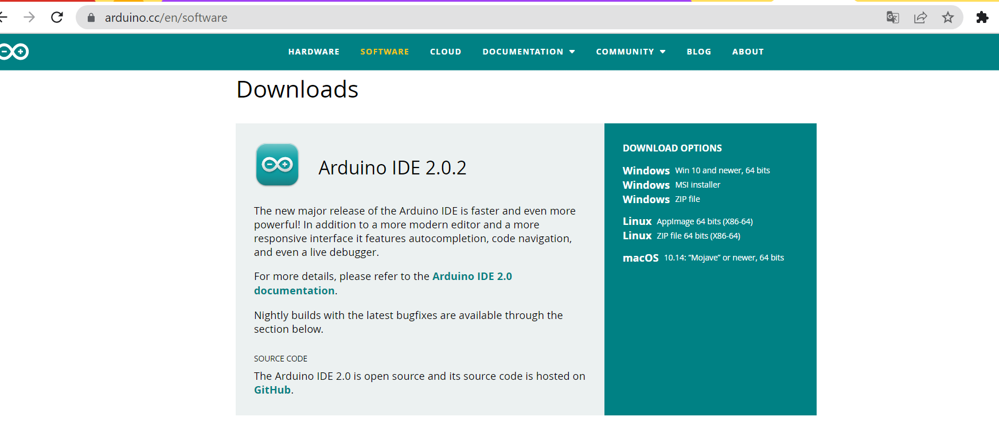 arduino.cc/en/software
HARDWARE SOFTWARE CLOUD DOCUMENTATION COMMUNITY BLOG ABOUT
Downloads
Arduino IDE 2.0.2
The new major release of the Arduino IDE is faster and even more
powerful! In addition to a more modern editor and a more
responsive interface it features autocompletion, code navigation,
and even a live debugger.
For more details, please refer to the Arduino IDE 2.0
documentation.
Nightly builds with the latest bugfixes are available through the
section below.
SOURCE CODE
The Arduino IDE 2.0 is open source and its source code is hosted on
GitHub.
DOWNLOAD OPTIONS
Windows Win 10 and newer, 64 bits
Windows MSI installer
Windows ZIP file
Linux AppImage 64 bits (X86-64)
Linux ZIP file 64 bits (X86-64)
macOS 10.14: “Mojave” or newer, 64 bits